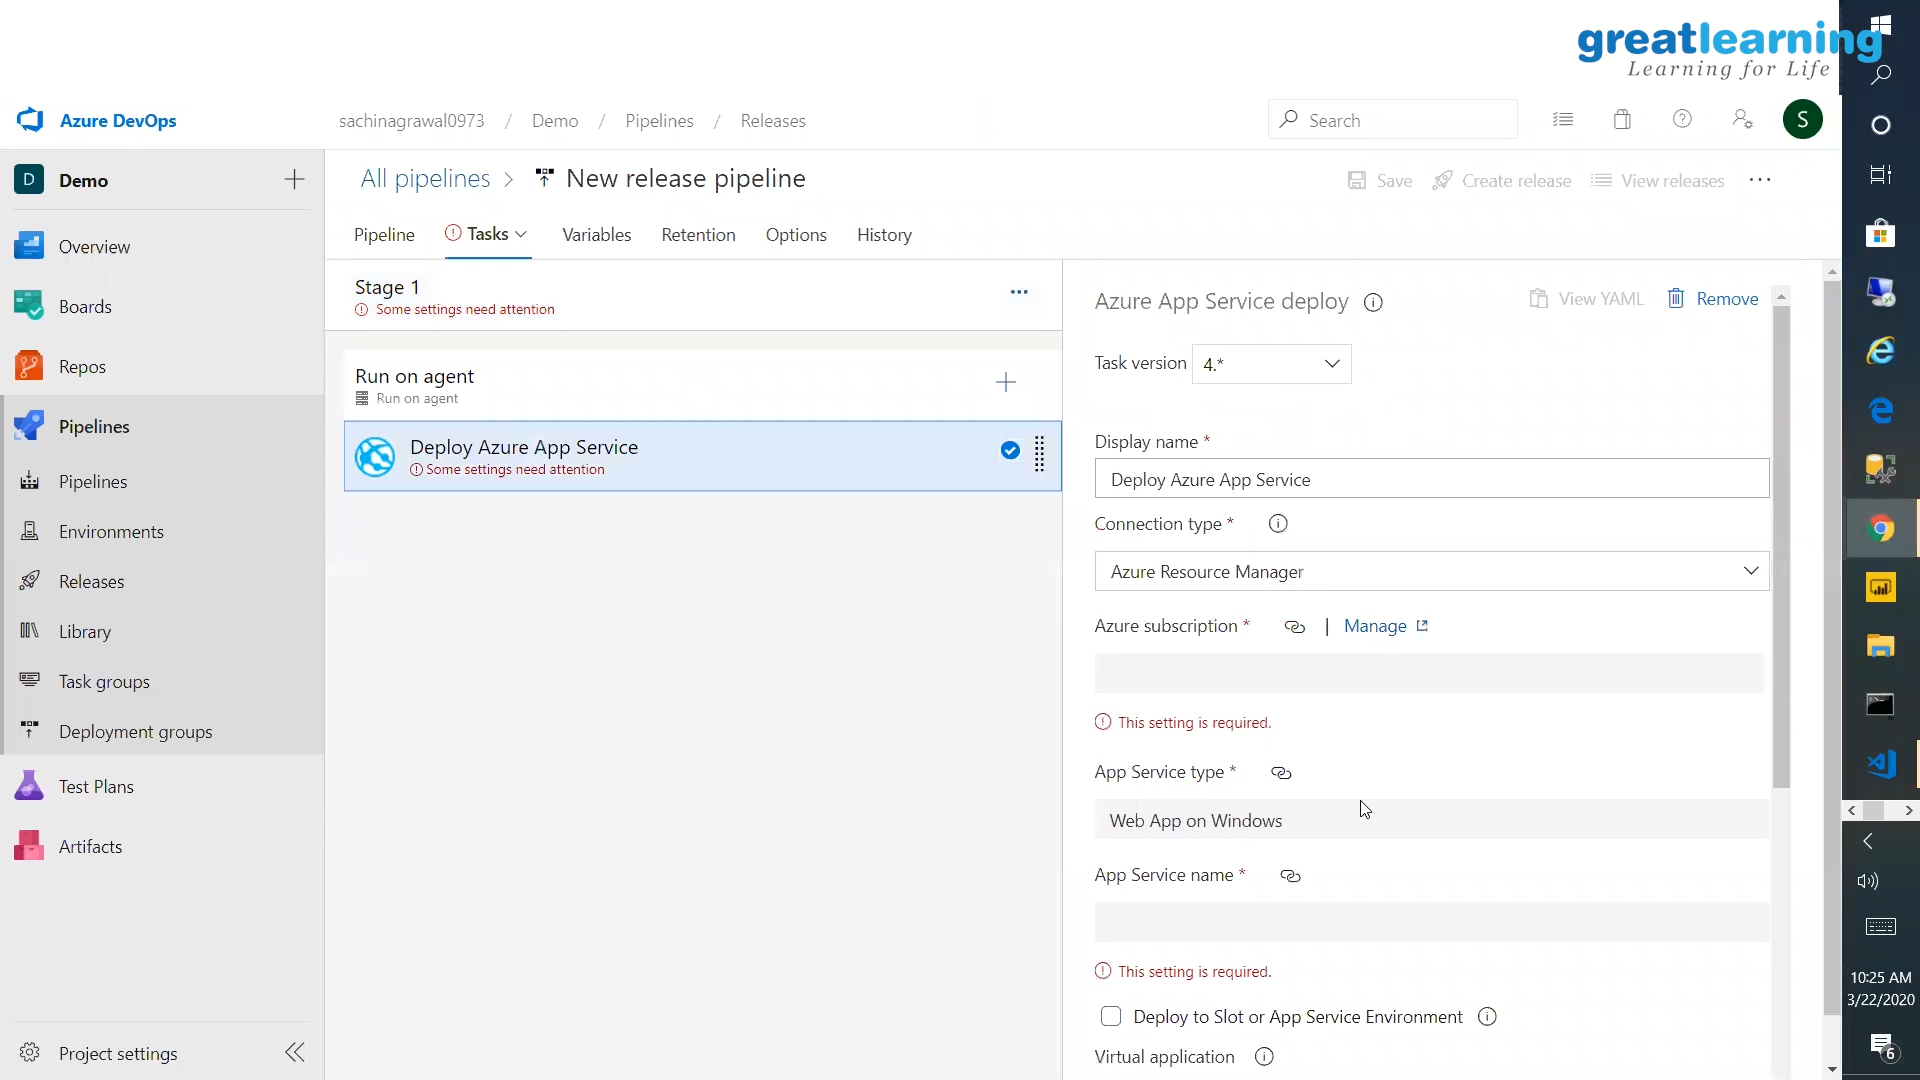 greatlearning
Learning for Life
Azure DevOps
sachinagrawal0973 / Demo / Pipelines / Releases
Search
S
D
Demo
Overview
Boards
Repos
Pipelines
Pipelines
Environments
Releases
Library
Task groups
Deployment groups
Test Plans
Artifacts
Project settings
All pipelines > New release pipeline
Save
Create release
View releases
Pipeline
Tasks
Variables
Retention
Options
History
Stage 1
Some settings need attention
Run on agent
Run on agent
Deploy Azure App Service
Some settings need attention
Azure App Service deploy
View YAML
Remove
Task version
4.*
Display name *
Deploy Azure App Service
Connection type *
Azure Resource Manager
Azure subscription *
| Manage
This setting is required.
App Service type *
Web App on Windows
App Service name *
This setting is required.
Deploy to Slot or App Service Environment
Virtual application
10:25 AM
3/22/2020
6